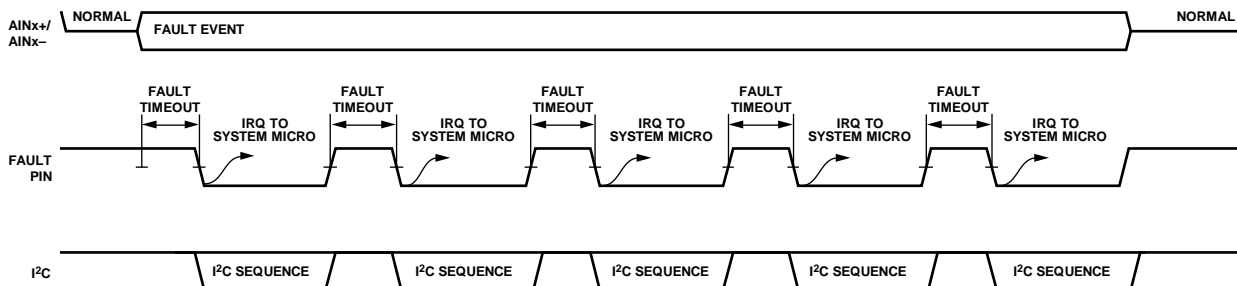 NORMAL
NORMAL
AINx+/
AINx–
FAULT EVENT
FAULT
TIMEOUT
FAULT
TIMEOUT
FAULT
TIMEOUT
FAULT
TIMEOUT
FAULT
TIMEOUT
IRQ TO
SYSTEM MICRO
IRQ TO
SYSTEM MICRO
IRQ TO
SYSTEM MICRO
IRQ TO
SYSTEM MICRO
IRQ TO
SYSTEM MICRO
FAULT
PIN
I²C
I²C SEQUENCE
I²C SEQUENCE
I²C SEQUENCE
I²C SEQUENCE
I²C SEQUENCE